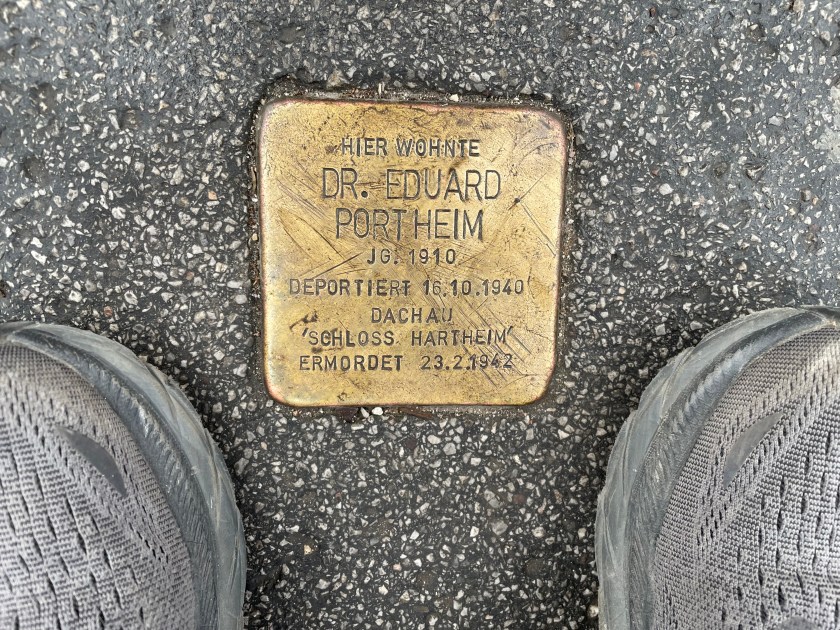 HIER WOHNTE
DR. EDUARD
PORTHEIM
JG. 1910
DEPORTIERT 16.10.1940
DACHAU
'SCHLOSS HARTHEIM'
ERMORDET 23.2.1942